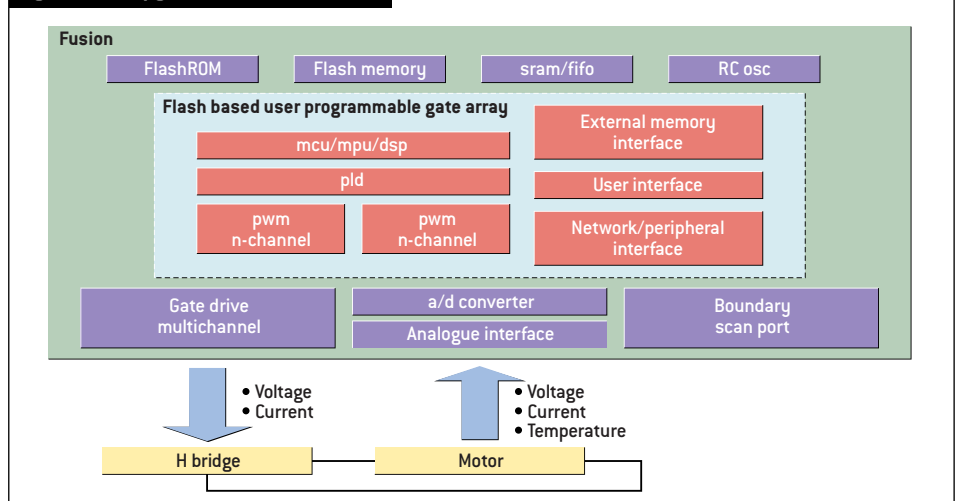 Fusion
FlashROM
Flash memory
sram/fifo
RC osc
Flash based user programmable gate array
mcu/mpu/dsp
pld
pwm
n-channel
pwm
n-channel
External memory
interface
User interface
Network/peripheral
interface
Gate drive
multichannel
a/d converter
Analogue interface
Boundary
scan port
• Voltage
• Current
• Voltage
• Current
• Temperature
H bridge
Motor